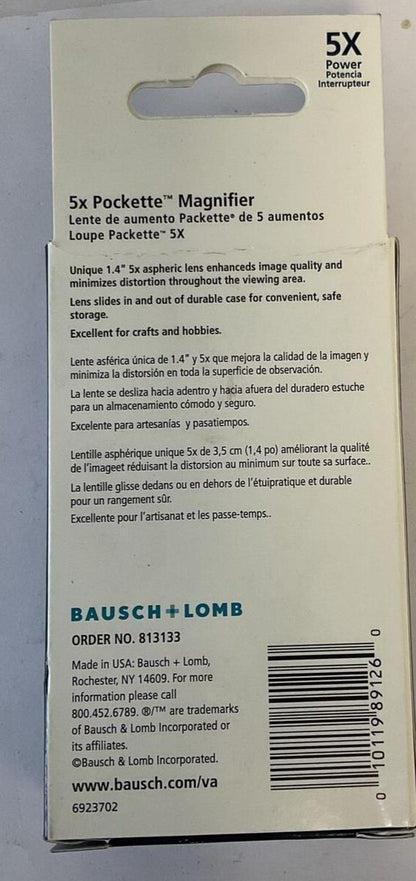 5X
Power
Potencia
Interrupteur
5x Pockette™ Magnifier
Lente de aumento Packette® de 5 aumentos
Loupe Packette™ 5X
Unique 1.4" 5x aspheric lens enhanceds image quality and
minimizes distortion throughout the viewing area.
Lens slides in and out of durable case for convenient, safe
storage.
Excellent for crafts and hobbies.
Lente asférica única de 1.4" y 5x que mejora la calidad de la imagen y
minimiza la distorsión en toda la superficie de observación.
La lente se desliza hacia adentro y hacia afuera del duradero estuche
para un almacenamiento cómodo y seguro.
Excelente para artesanías y pasatiempos.
Lentille asphérique unique 5x de 3,5 cm (1,4 po) améliorant la qualité
de l'imageet réduisant la distorsion au minimum sur toute sa surface..
La lentille glisse dedans ou en dehors de l'étuipratique et durable
pour un rangement sûr.
Excellente pour l'artisanat et les passe-temps..
BAUSCH+LOMB
ORDER NO. 813133
Made in USA: Bausch + Lomb,
Rochester, NY 14609. For more
information please call
800.452.6789. ®/™ are trademarks
of Bausch & Lomb Incorporated or
its affiliates.
©Bausch & Lomb Incorporated.
www.bausch.com/va
6923702
0 10119 89126 0